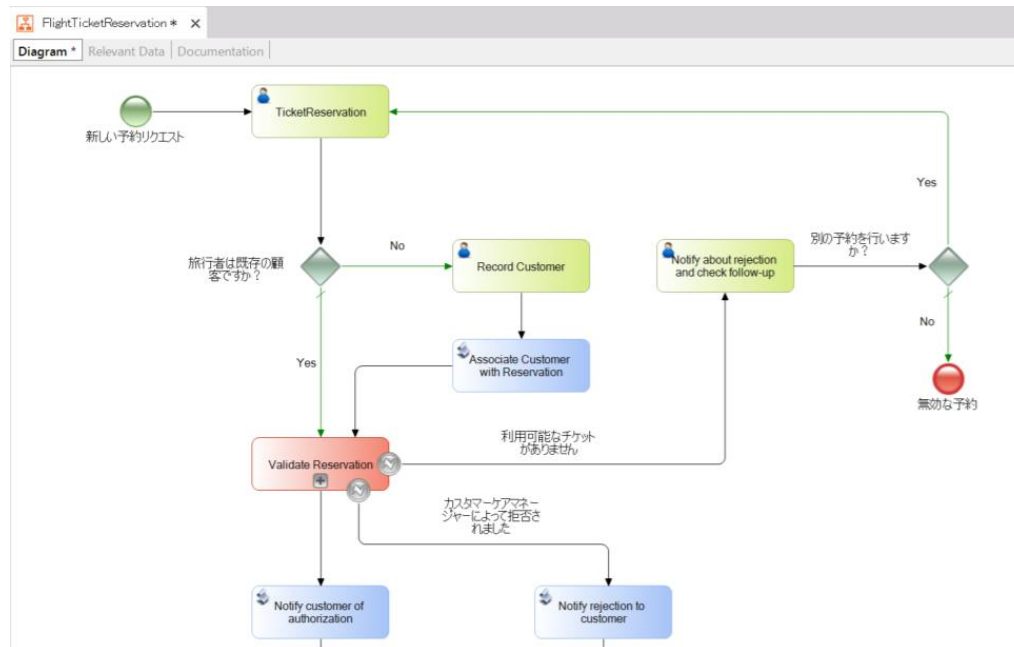 FlightTicketReservation *
Diagram * Relevant Data Documentation
TicketReservation
新しい予約リクエスト
Yes
旅行者は既存の顧
客ですか？
No
Record Customer
Notify about rejection
and check follow-up
別の予約を行います
か？
No
Yes
Associate Customer
with Reservation
無効な予約
Validate Reservation
利用可能なチケット
がありません
カスタマーケアマネー
ジャーによって拒否さ
れました
Notify customer of
authorization
Notify rejection to
customer